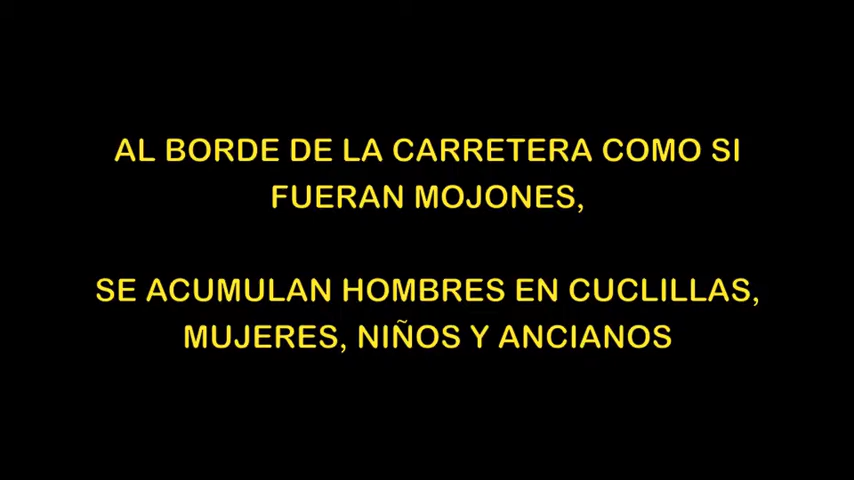 AL BORDE DE LA CARRETERA COMO SI
FUERAN MOJONES,
SE ACUMULAN HOMBRES EN CUCLILLAS,
MUJERES, NIÑOS Y ANCIANOS